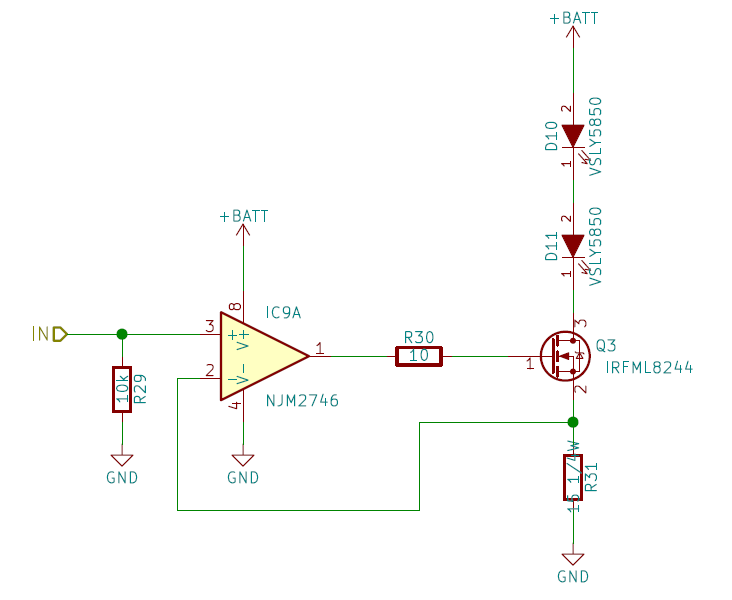 +BATT
2
D10
VSLY5850
1
2
D11
VSLY5850
1
+BATT
8
IC9A
IN
3
+
V+
1
R30
10
3
Q3
1
IRFML8244
2
-
V-
2
4
NJM2746
10k
R29
GND
GND
15 1/4W
R31
GND